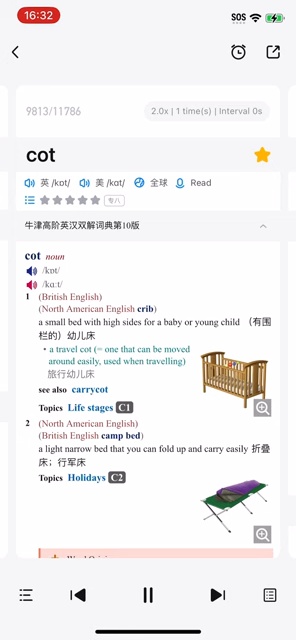 16:32
SOS
9813/11786
2.0x | 1 time(s) | Interval 0s
cot
英 /kɒt/ 美 /kɑt/ 全球 Read
专八
牛津高阶英汉双解词典第10版
cot noun
/kɒt/
/kɑːt/
1 (British English)
(North American English crib)
a small bed with high sides for a baby or young child （有围
栏的）幼儿床
• a travel cot (= one that can be moved
around easily, used when travelling)
旅行幼儿床
see also carrycot
Topics Life stages C1
2 (North American English)
(British English camp bed)
a light narrow bed that you can fold up and carry easily 折叠
床；行军床
Topics Holidays C2